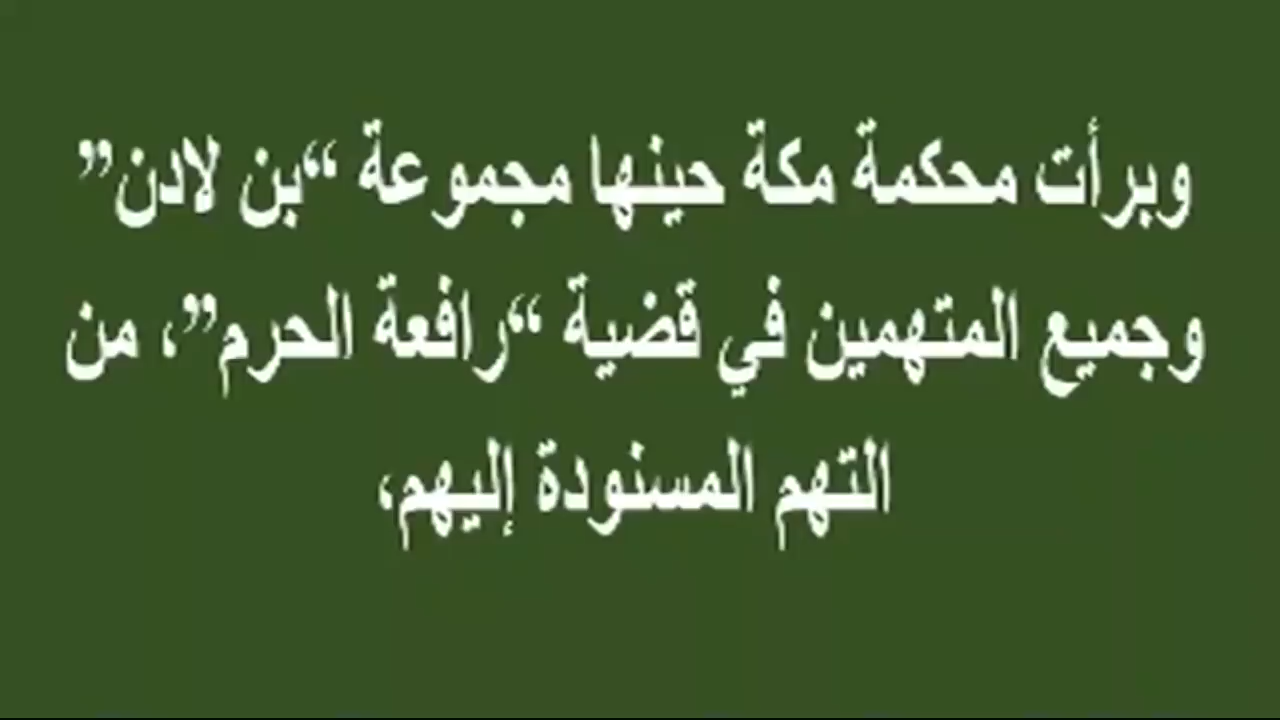 وبرأت محكمة مكة حينها مجموعة “بن لادن”
وجميع المتهمين في قضية “رافعة الحرم”، من
التهم المسنودة إليهم،